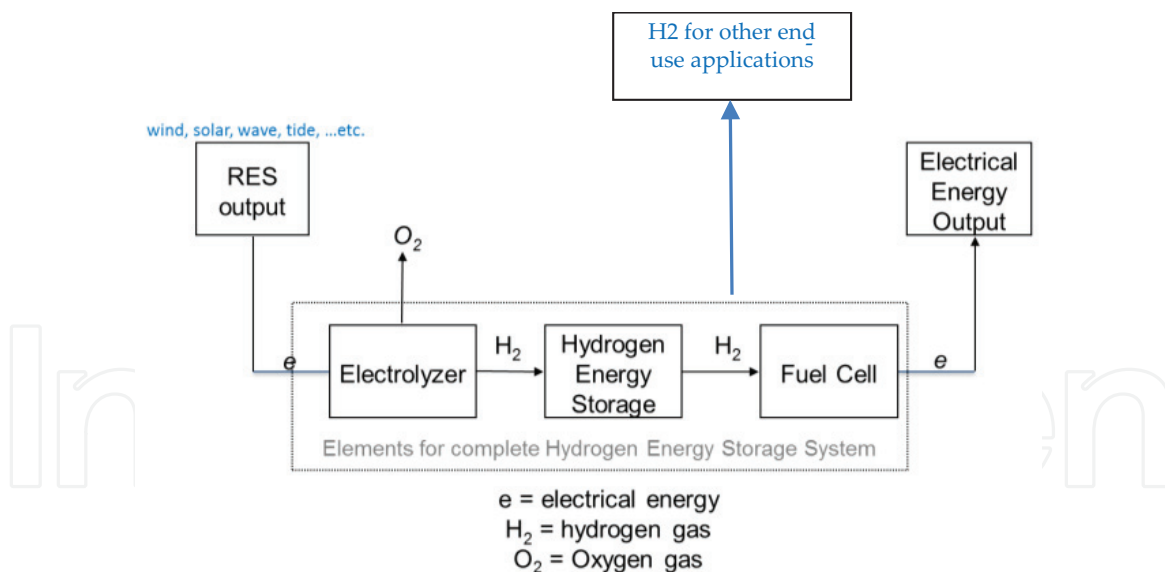 H2 for other end
use applications
wind, solar, wave, tide, ...etc.
RES
output
Electrical
Energy
Output
O₂
e
Electrolyzer
H₂
Hydrogen
Energy
Storage
H₂
Fuel Cell
e
Elements for complete Hydrogen Energy Storage System
e = electrical energy
H₂ = hydrogen gas
O₂ = Oxygen gas